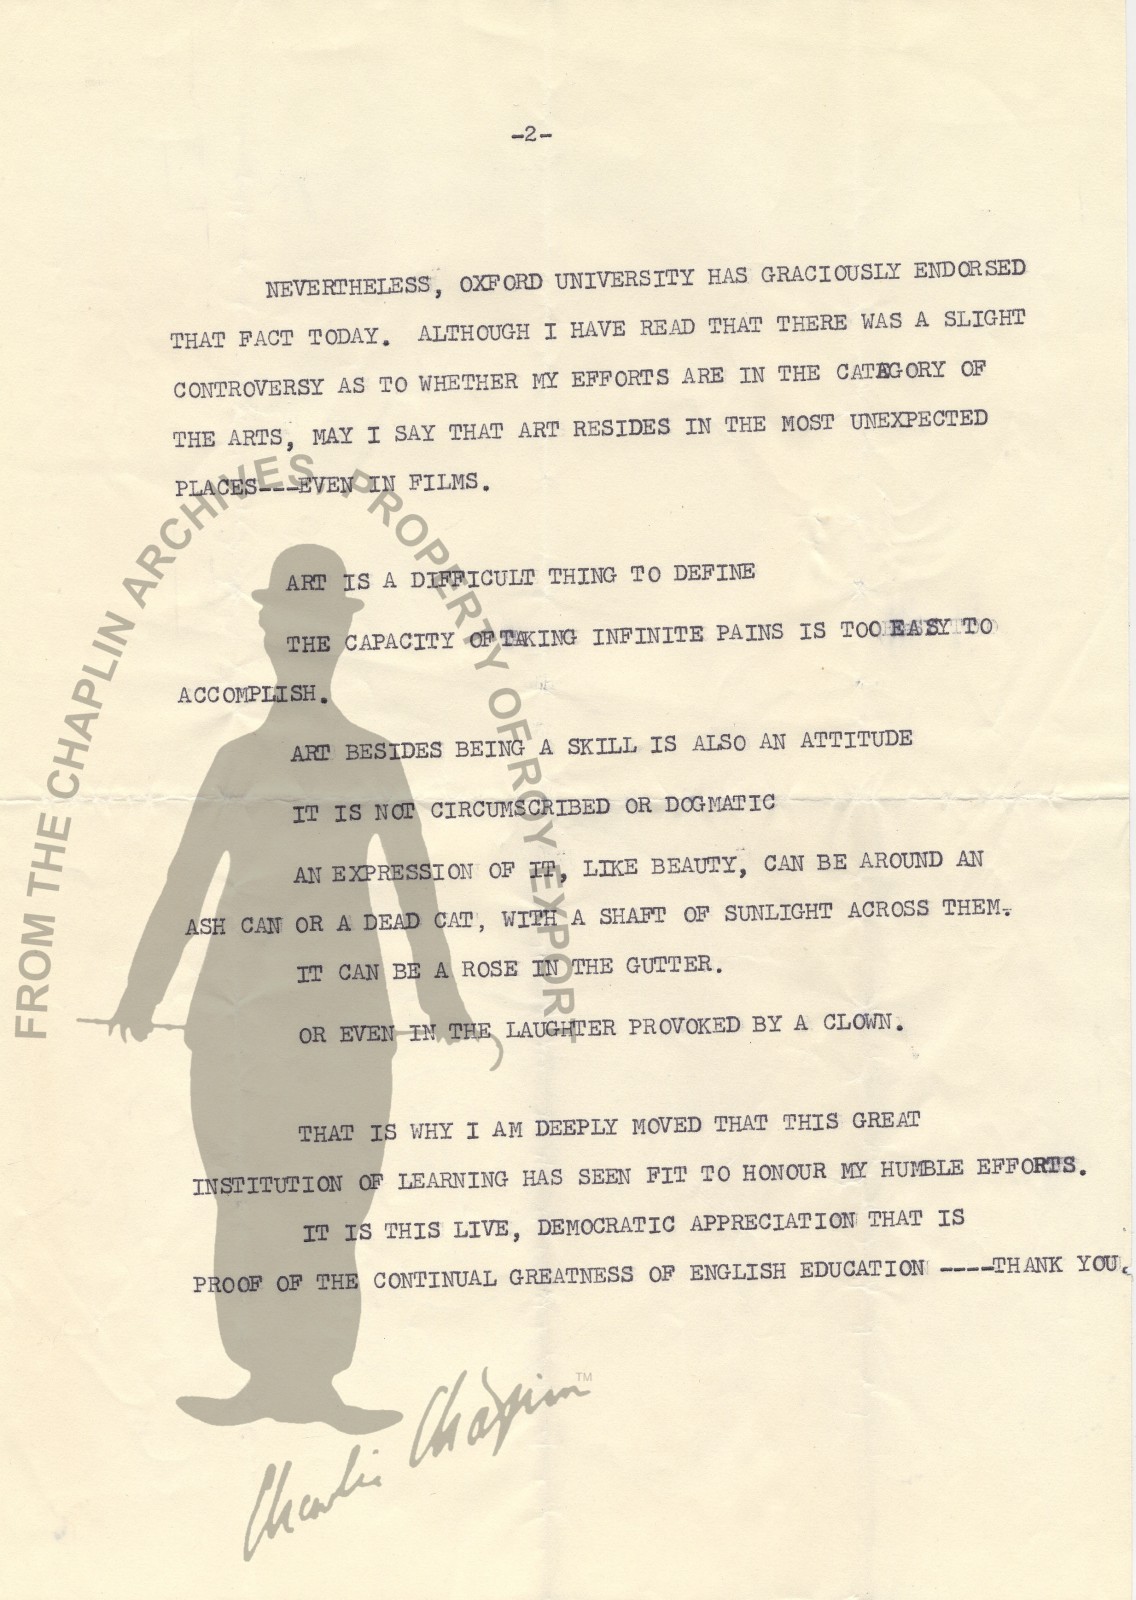 -2-
NEVERTHELESS, OXFORD UNIVERSITY HAS GRACIOUSLY ENDORSED
THAT FACT TODAY. ALTHOUGH I HAVE READ THAT THERE WAS A SLIGHT
CONTROVERSY AS TO WHETHER MY EFFORTS ARE IN THE CATAGORY OF
THE ARTS, MAY I SAY THAT ART RESIDES IN THE MOST UNEXPECTED
PLACES---EVEN IN FILMS.
ART IS A DIFFICULT THING TO DEFINE
THE CAPACITY OF TAKING INFINITE PAINS IS TOO EASY TO
ACCOMPLISH.
ART BESIDES BEING A SKILL IS ALSO AN ATTITUDE
IT IS NOT CIRCUMSCRIBED OR DOGMATIC
AN EXPRESSION OF IT, LIKE BEAUTY, CAN BE AROUND AN
ASH CAN OR A DEAD CAT, WITH A SHAFT OF SUNLIGHT ACROSS THEM.
IT CAN BE A ROSE IN THE GUTTER.
OR EVEN IN THE LAUGHTER PROVOKED BY A CLOWN.
THAT IS WHY I AM DEEPLY MOVED THAT THIS GREAT
INSTITUTION OF LEARNING HAS SEEN FIT TO HONOUR MY HUMBLE EFFORTS.
IT IS THIS LIVE, DEMOCRATIC APPRECIATION THAT IS
PROOF OF THE CONTINUAL GREATNESS OF ENGLISH EDUCATION ----THANK YOU.
FROM THE CHAPLIN ARCHIVES, PROPERTY OF ROY EXPORT
Charlie Chaplin™